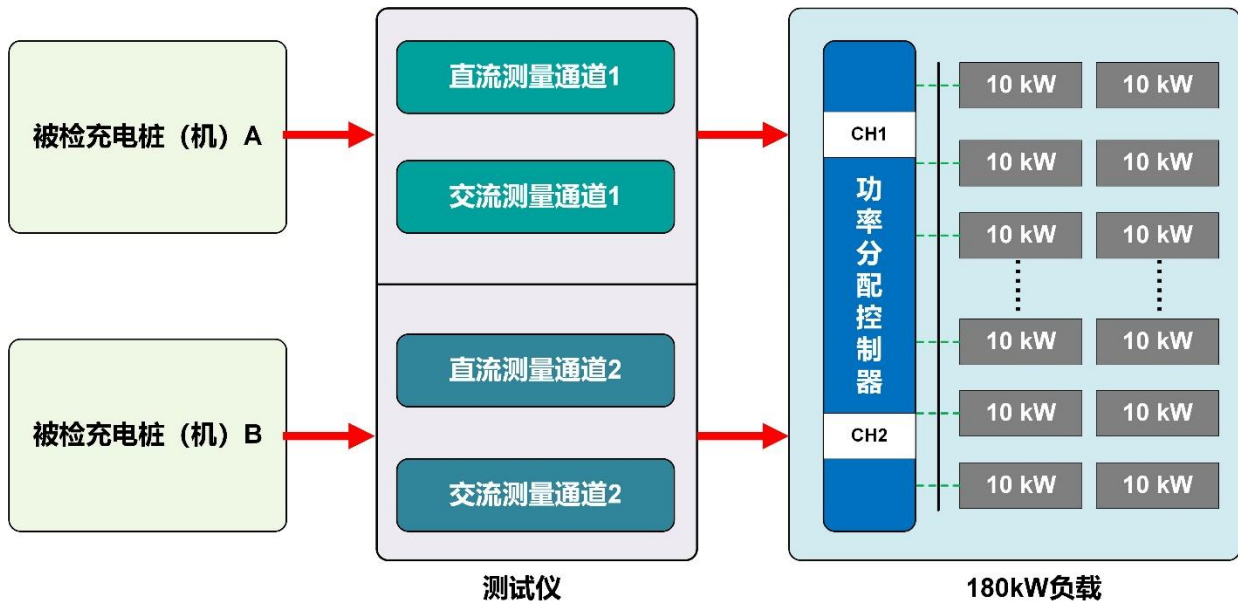 被检充电桩（机）A
被检充电桩（机）B
直流测量通道1
交流测量通道1
直流测量通道2
交流测量通道2
测试仪
CH1
功率分配控制器
CH2
10 kW 10 kW
10 kW 10 kW
10 kW 10 kW
10 kW 10 kW
10 kW 10 kW
10 kW 10 kW
180kW负载